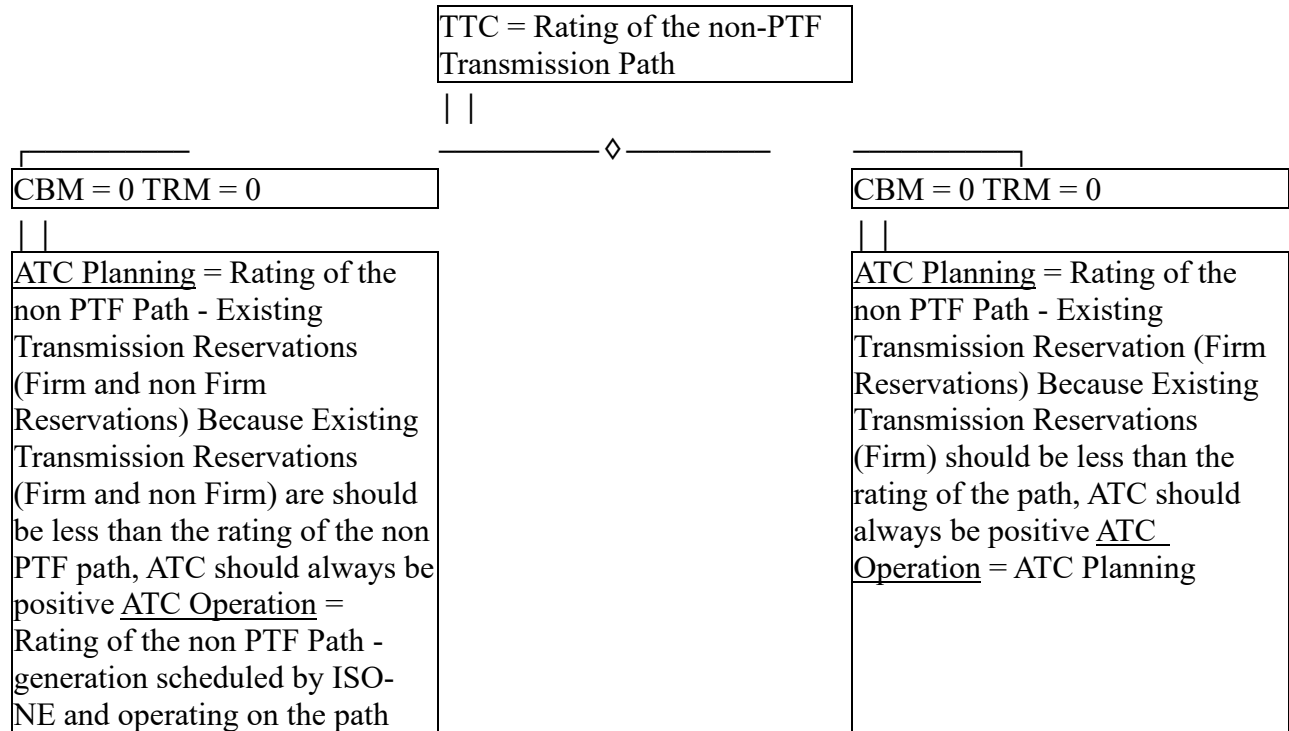 TTC = Rating of the non-PTF
Transmission Path
CBM = 0 TRM = 0
ATC Planning = Rating of the
non PTF Path - Existing
Transmission Reservations
(Firm and non Firm
Reservations) Because Existing
Transmission Reservations
(Firm and non Firm) are should
be less than the rating of the non
PTF path, ATC should always be
positive ATC Operation =
Rating of the non PTF Path -
generation scheduled by ISO-
NE and operating on the path
CBM = 0 TRM = 0
ATC Planning = Rating of the
non PTF Path - Existing
Transmission Reservation (Firm
Reservations) Because Existing
Transmission Reservations
(Firm) should be less than the
rating of the path, ATC should
always be positive ATC
Operation = ATC Planning